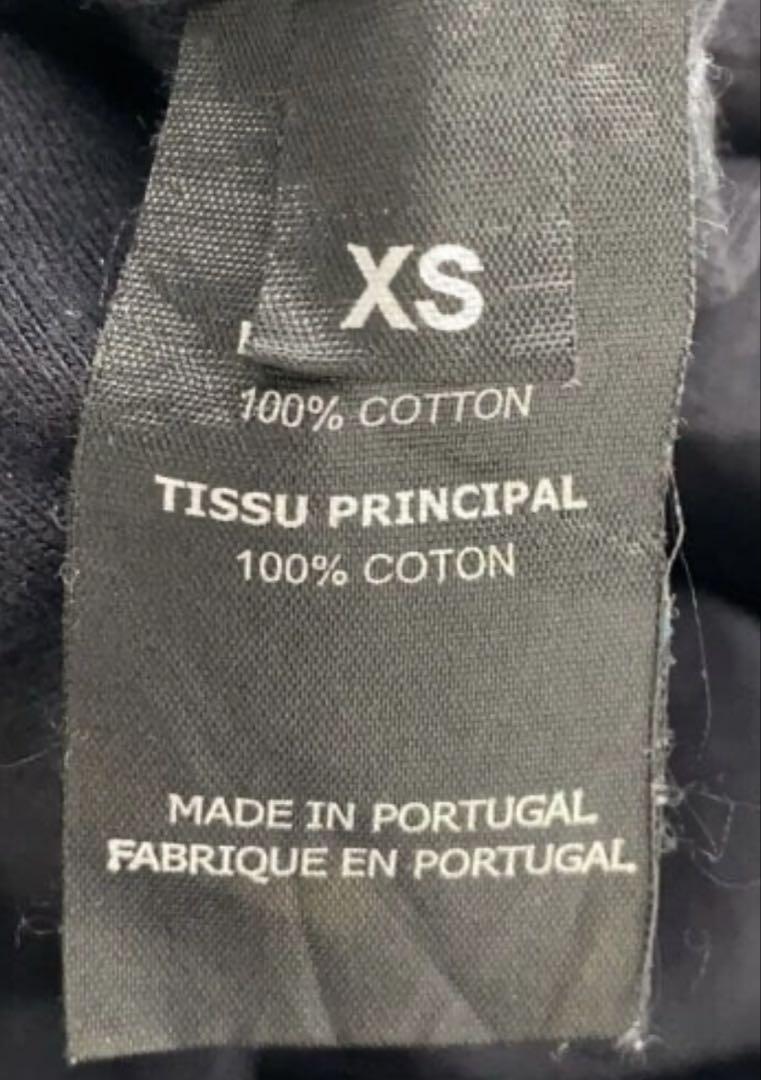 XS
100% COTTON
TISSU PRINCIPAL
100% COTON
MADE IN PORTUGAL
FABRIQUE EN PORTUGAL